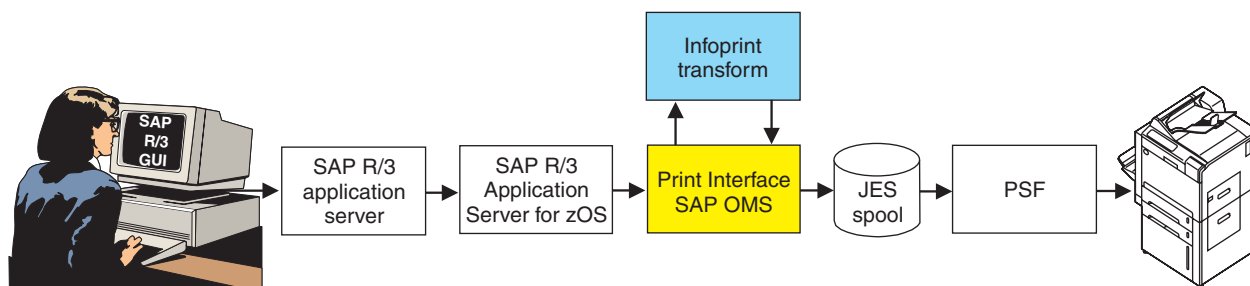 SAP
R/3
GUI
SAP R/3
application
server
SAP R/3
Application
Server for zOS
Infoprint
transform
Print Interface
SAP OMS
JES
spool
PSF